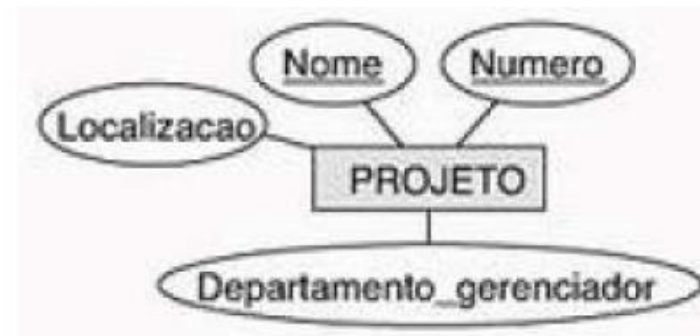 Nome
Numero
Localizacao
PROJETO
Departamento_gerenciador